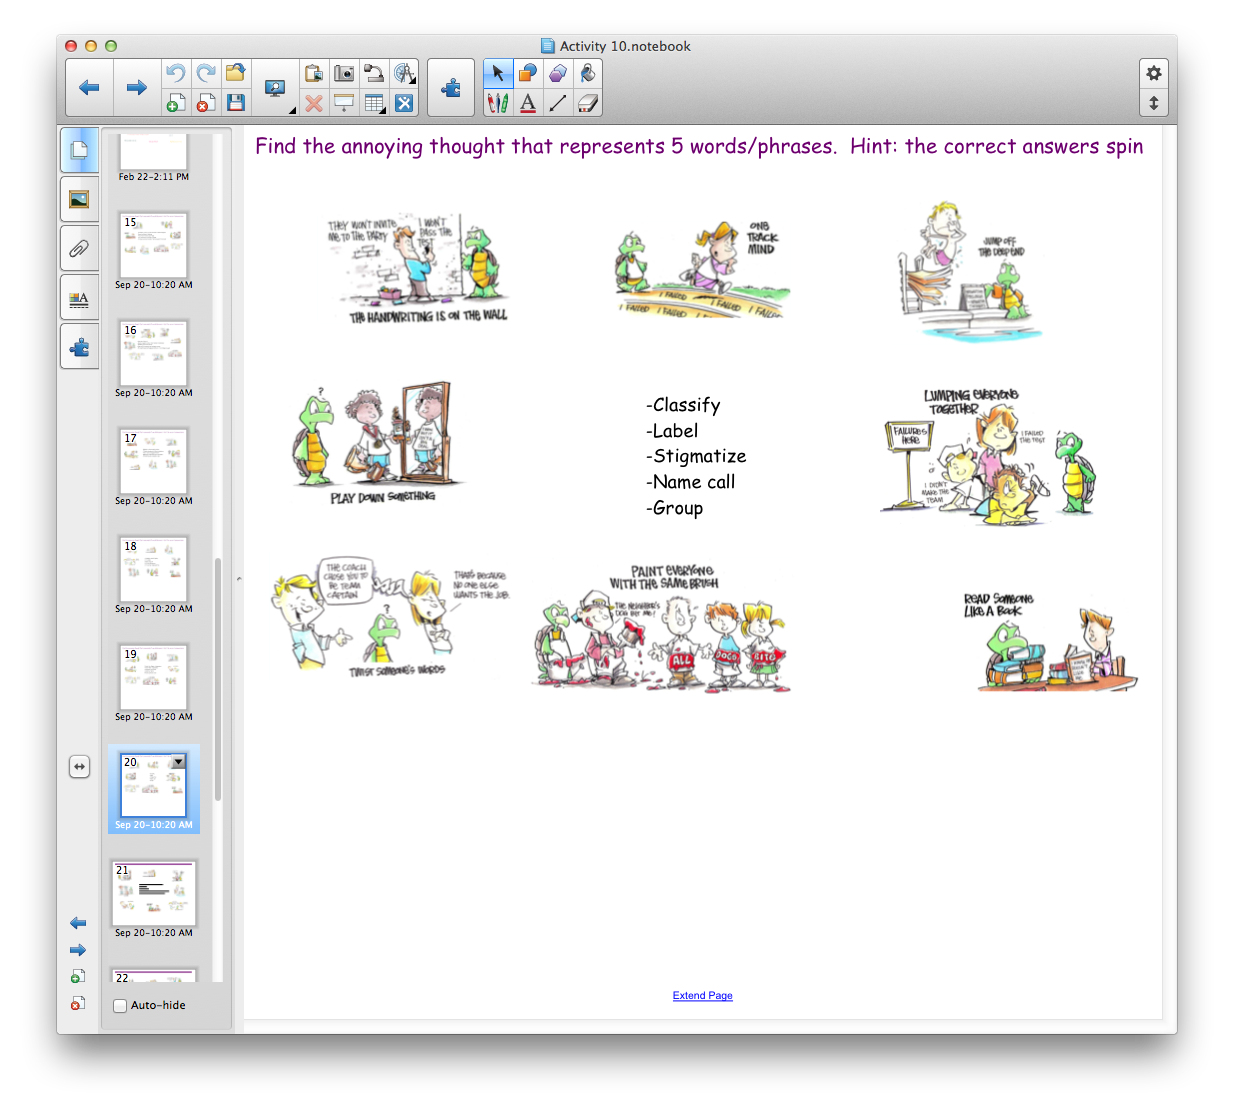 Activity 10.notebook
Feb 22-2:11 PM
15
Sep 20-10:20 AM
16
Sep 20-10:20 AM
17
Sep 20-10:20 AM
18
Sep 20-10:20 AM
19
Sep 20-10:20 AM
20
Sep 20-10:20 AM
21
Sep 20-10:20 AM
22
Auto-hide
Find the annoying thought that represents 5 words/phrases.  Hint: the correct answers spin
THEY WON'T INVITE
ME TO THE PARTY
I WON'T
PASS THE
TEST
THE HANDWRITING IS ON THE WALL
ONE
TRACK
MIND
I FAILED I FAILED
I FAILED I FAILED I FAILED
JUMP OFF
THE DEEP END
PLAY DOWN SOMETHING
-Classify
-Label
-Stigmatize
-Name call
-Group
LUMPING EVERYONE
TOGETHER
FAILURES
HERE
I FAILED
THE TEST
I DIDN'T
MAKE THE
TEAM
THE COACH
CHOSE YOU TO
BE TEAM
CAPTAIN
THAT'S BECAUSE
NO ONE ELSE
WANTS THE JOB.
TWIST SOMEONE'S WORDS
PAINT EVERYONE
WITH THE SAME BRUSH
THE NEIGHBOR'S
DOG BIT ME!
ALL
DOGS
BITE
READ SOMEONE
LIKE A BOOK
Extend Page